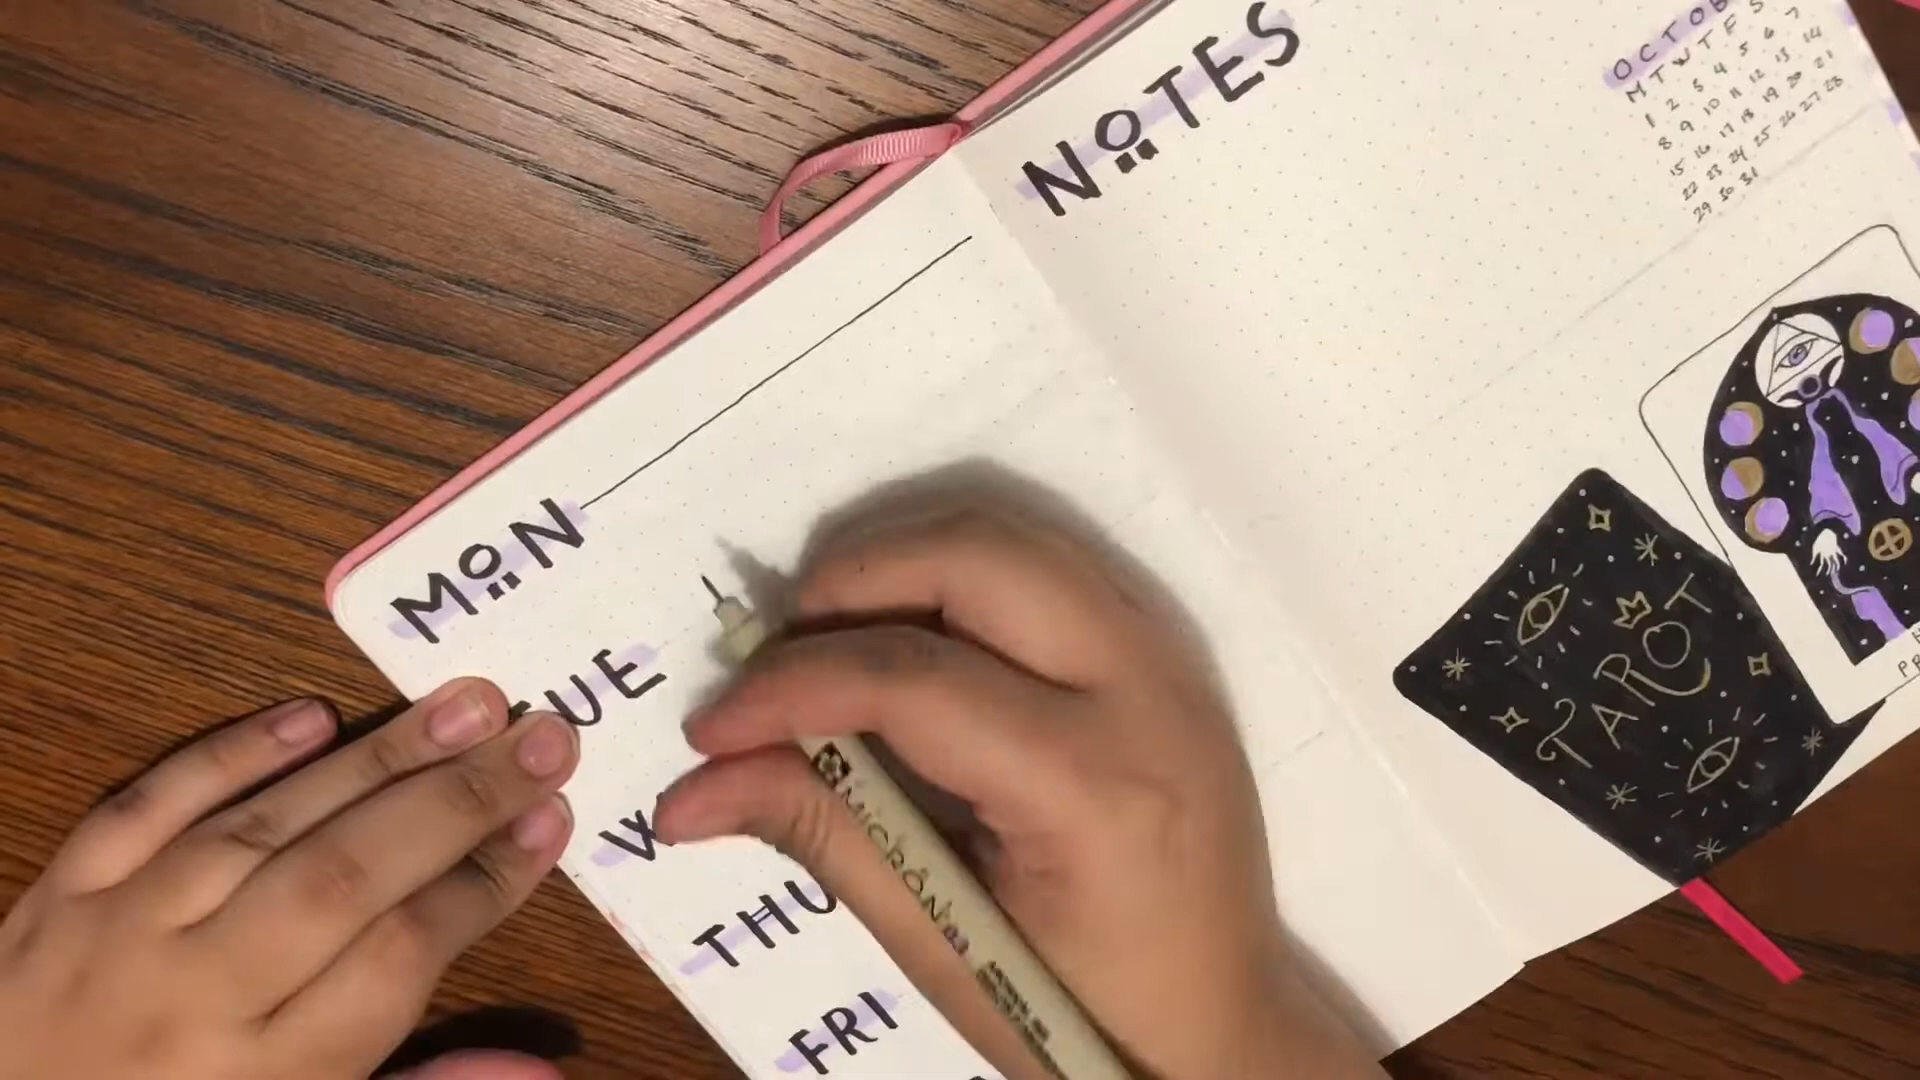 NOTES
MON
TUE
W
THU
FRI
OCTOB
M T W T F S
1 2 3 4 5 6 7
8 9 10 11 12 13 14
15 16 17 18 19 20 21
22 23 24 25 26 27 28
29 30 31
TAROT
MICRON 03